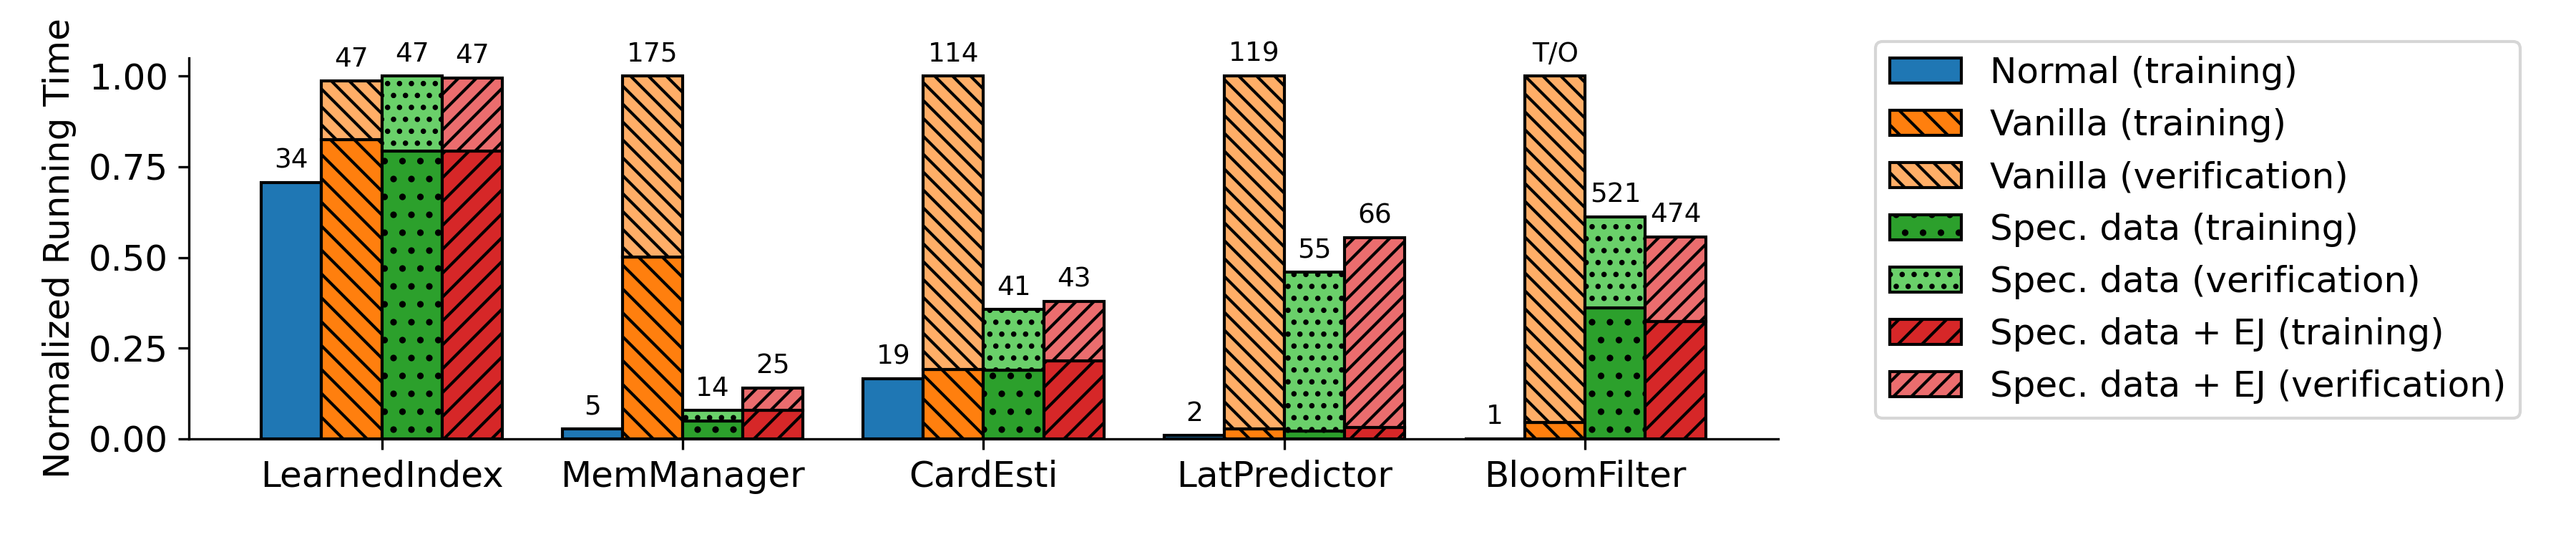 Normalized Running Time
1.00
0.75
0.50
0.25
0.00
34
47
47
47
5
175
14
25
19
114
41
43
2
119
55
66
1
T/O
521
474
LearnedIndex
MemManager
CardEsti
LatPredictor
BloomFilter
Normal (training)
Vanilla (training)
Vanilla (verification)
Spec. data (training)
Spec. data (verification)
Spec. data + EJ (training)
Spec. data + EJ (verification)